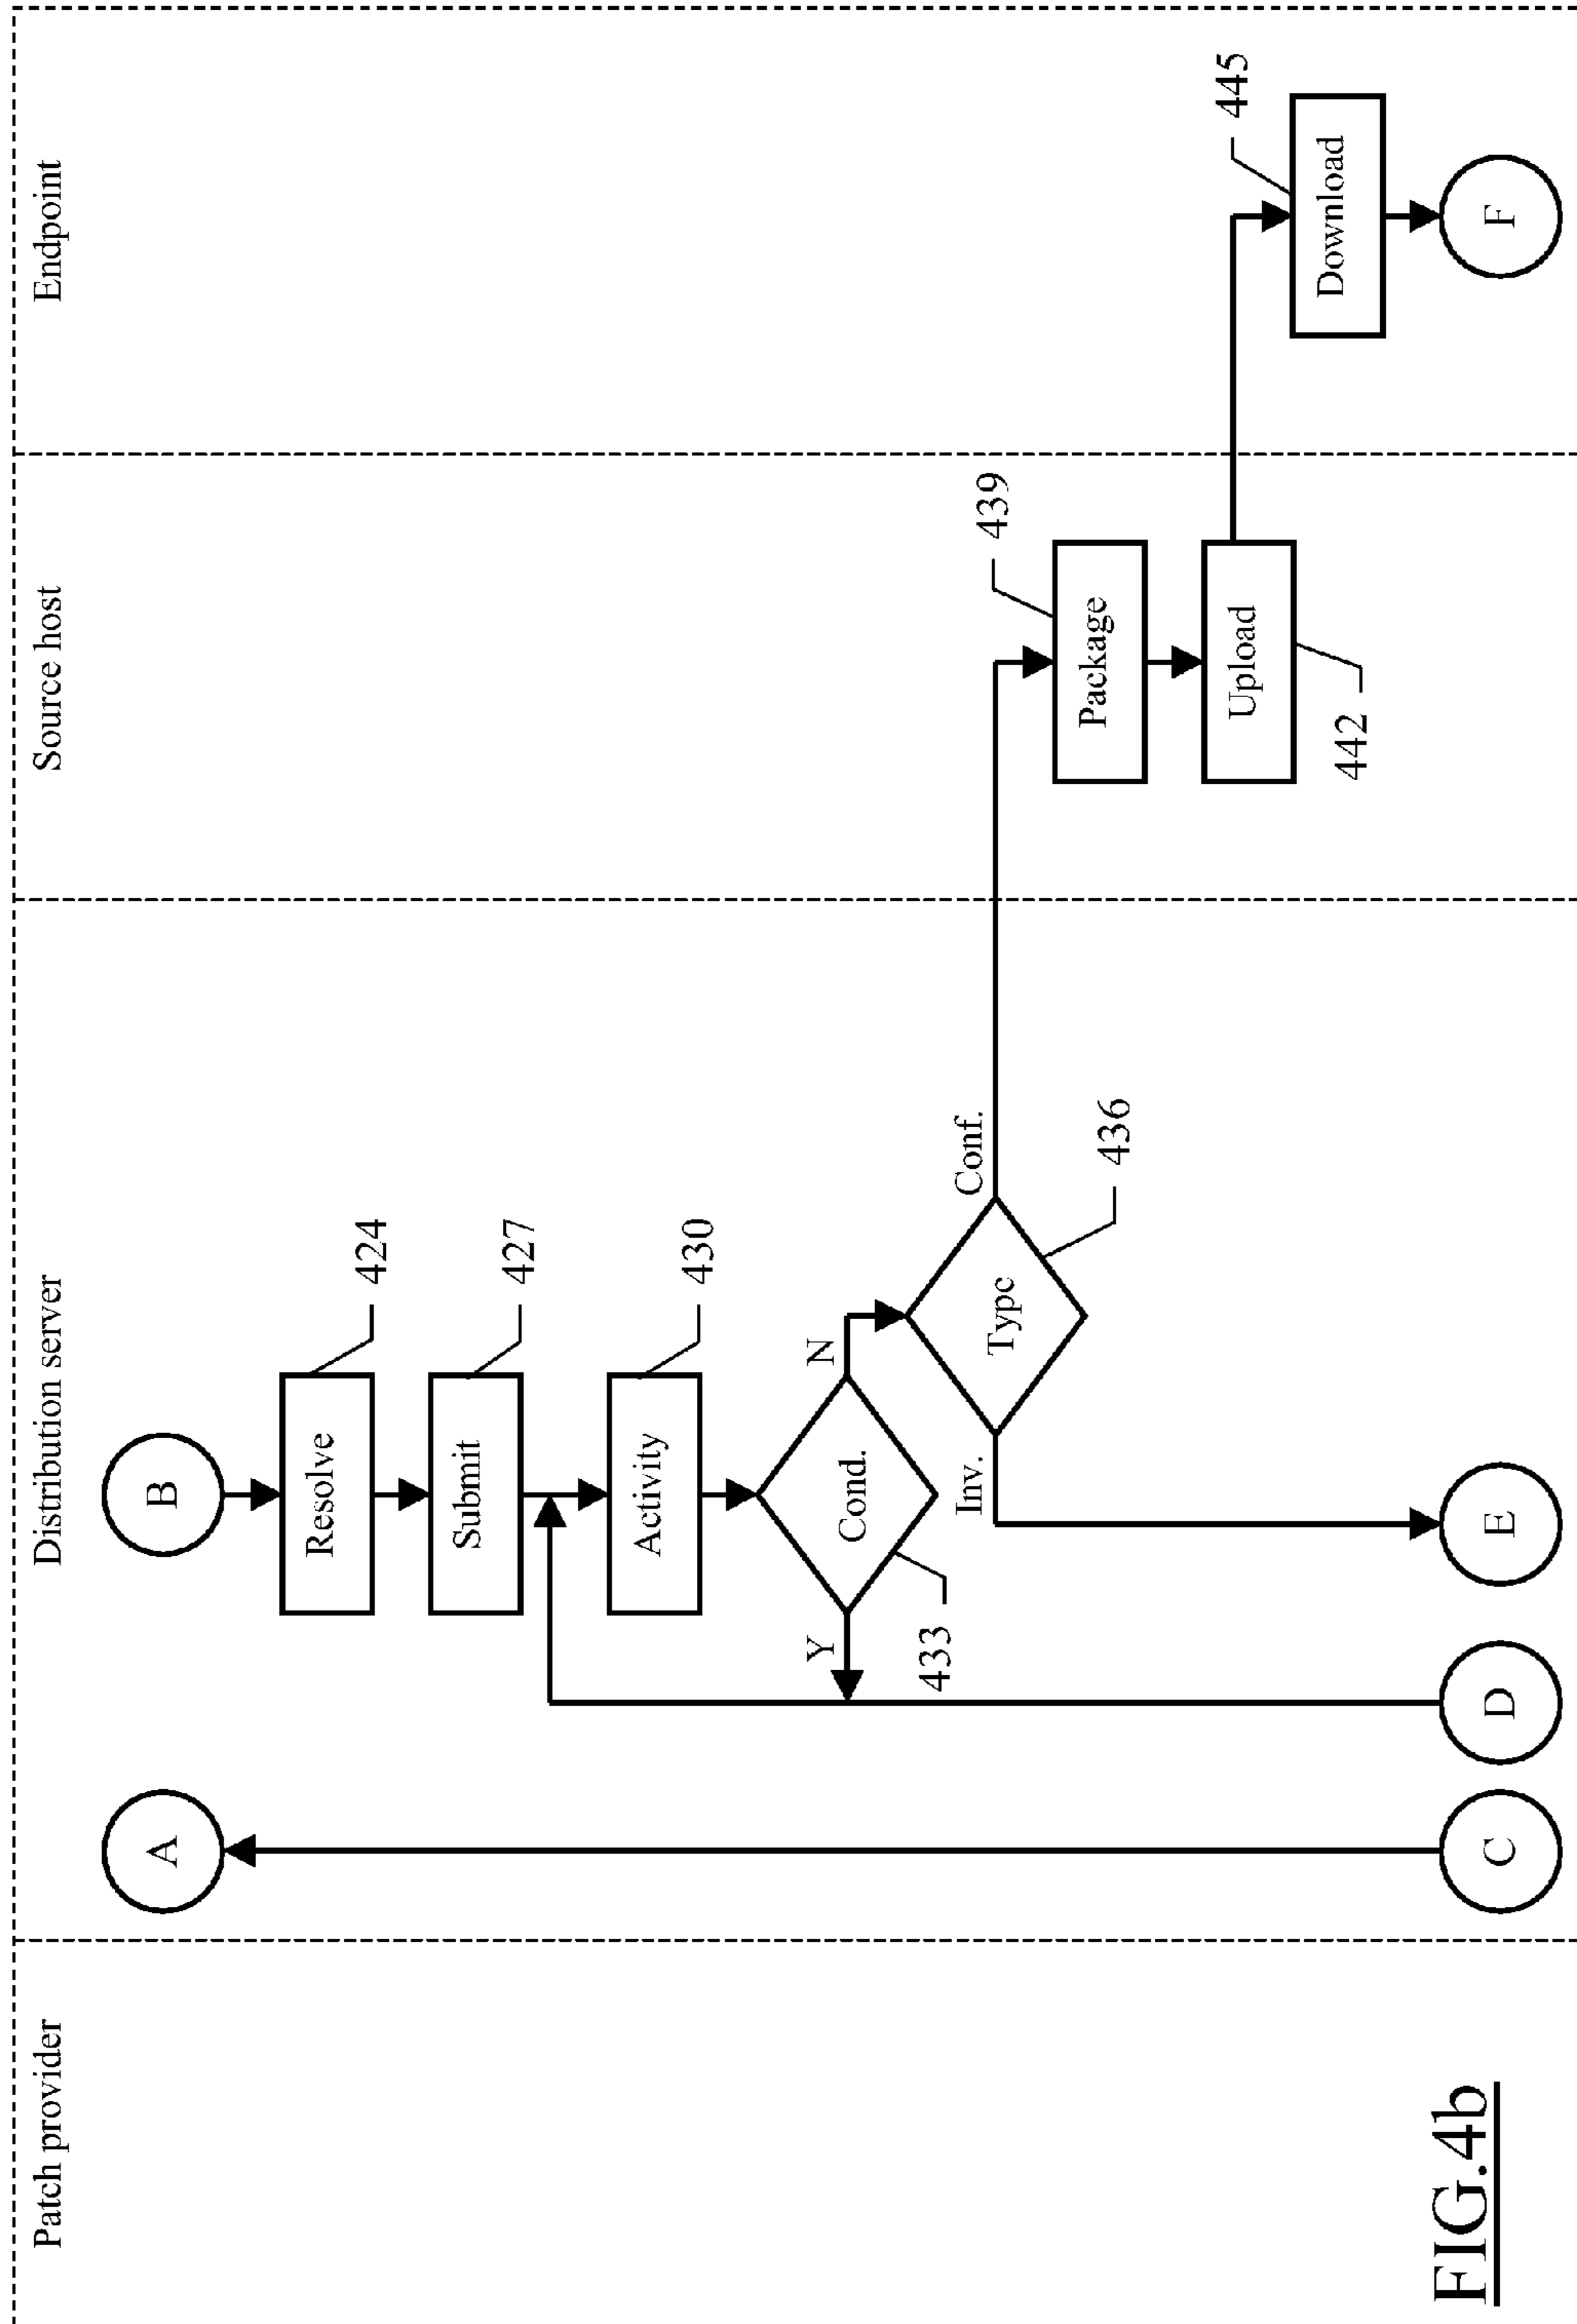 Patch provider
Distribution server
Source host
Endpoint
A
B
Resolve
424
Submit
427
Activity
430
Cond.
Y
N
433
Type
Inv.
Conf.
436
Package
439
Upload
442
Download
445
C
D
E
F
FIG.4b